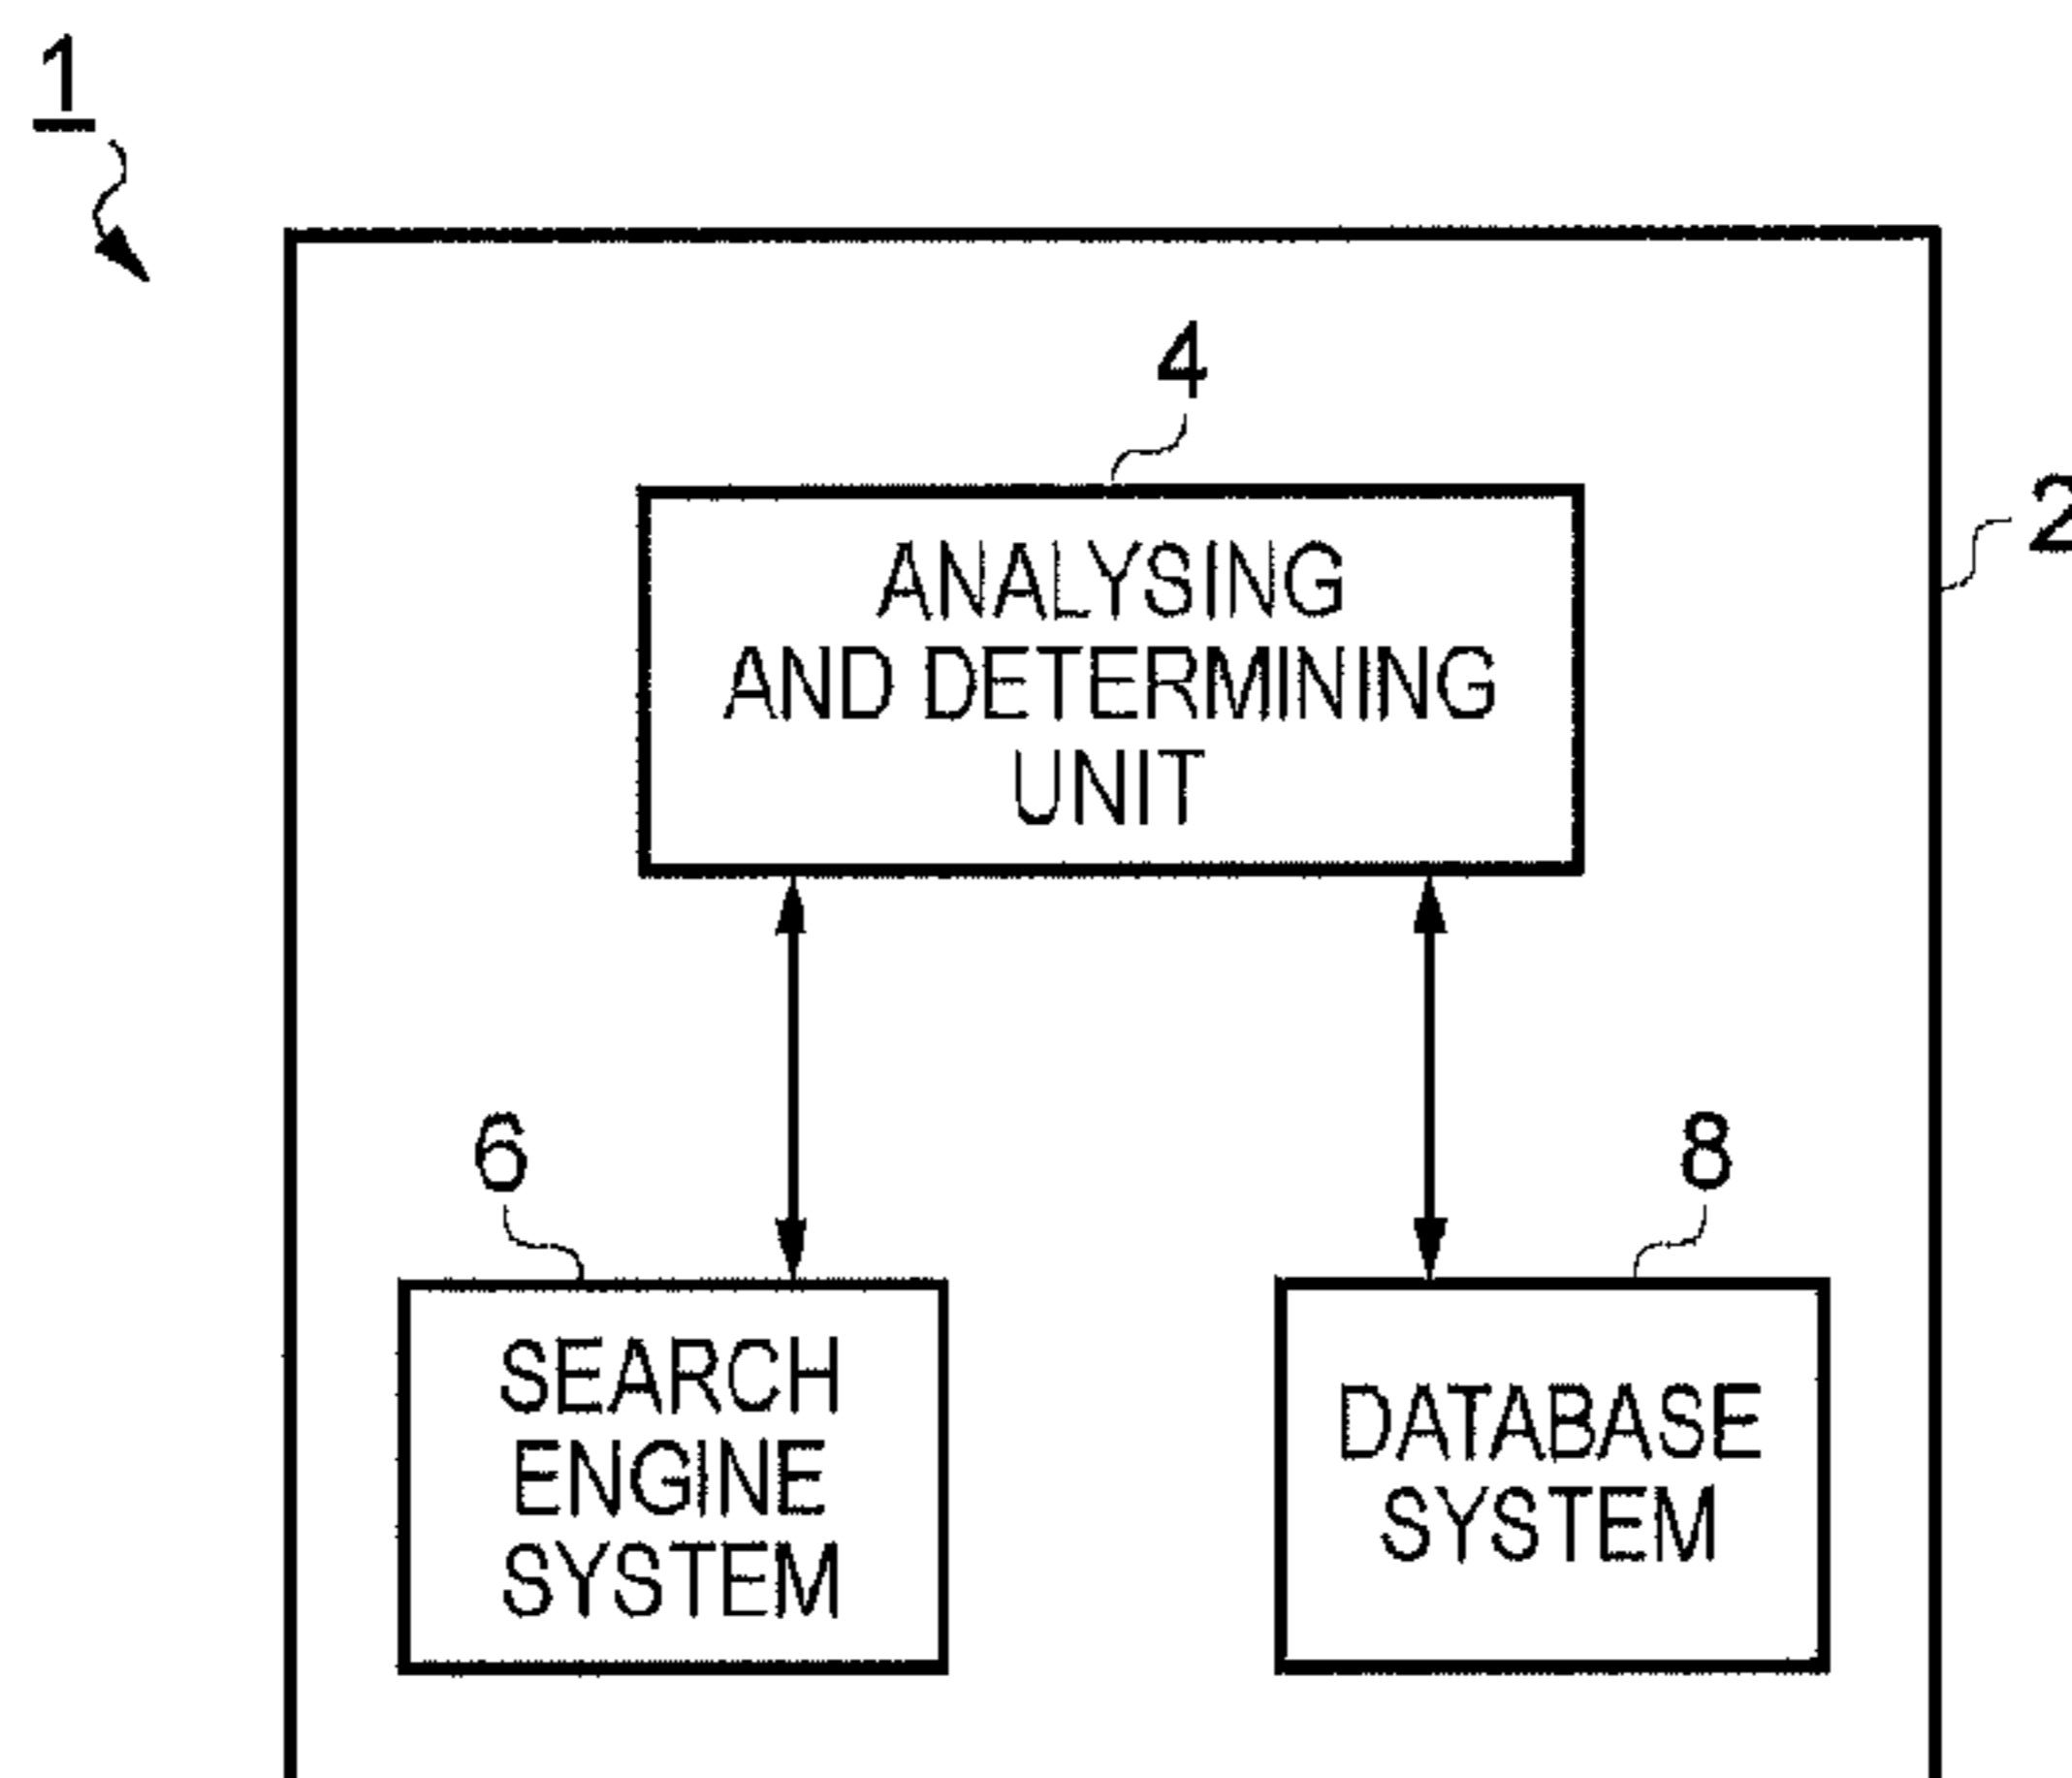 1
4
2
ANALYSING
AND DETERMINING
UNIT
6
8
SEARCH
ENGINE
SYSTEM
DATABASE
SYSTEM